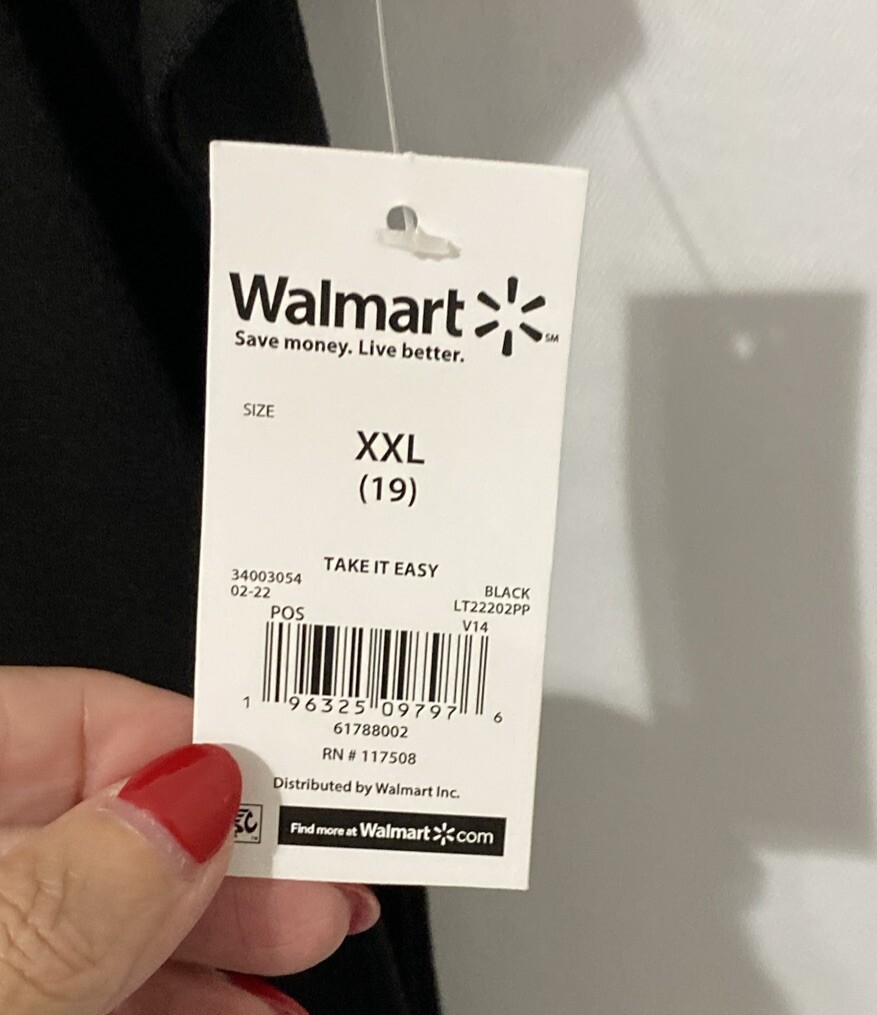 Walmart SM
Save money. Live better.
SIZE
XXL
(19)
TAKE IT EASY
34003054
02-22
BLACK
LT22202PP
POS
V14
1 96325 09797 6
61788002
RN # 117508
Distributed by Walmart Inc.
Find more at Walmart com